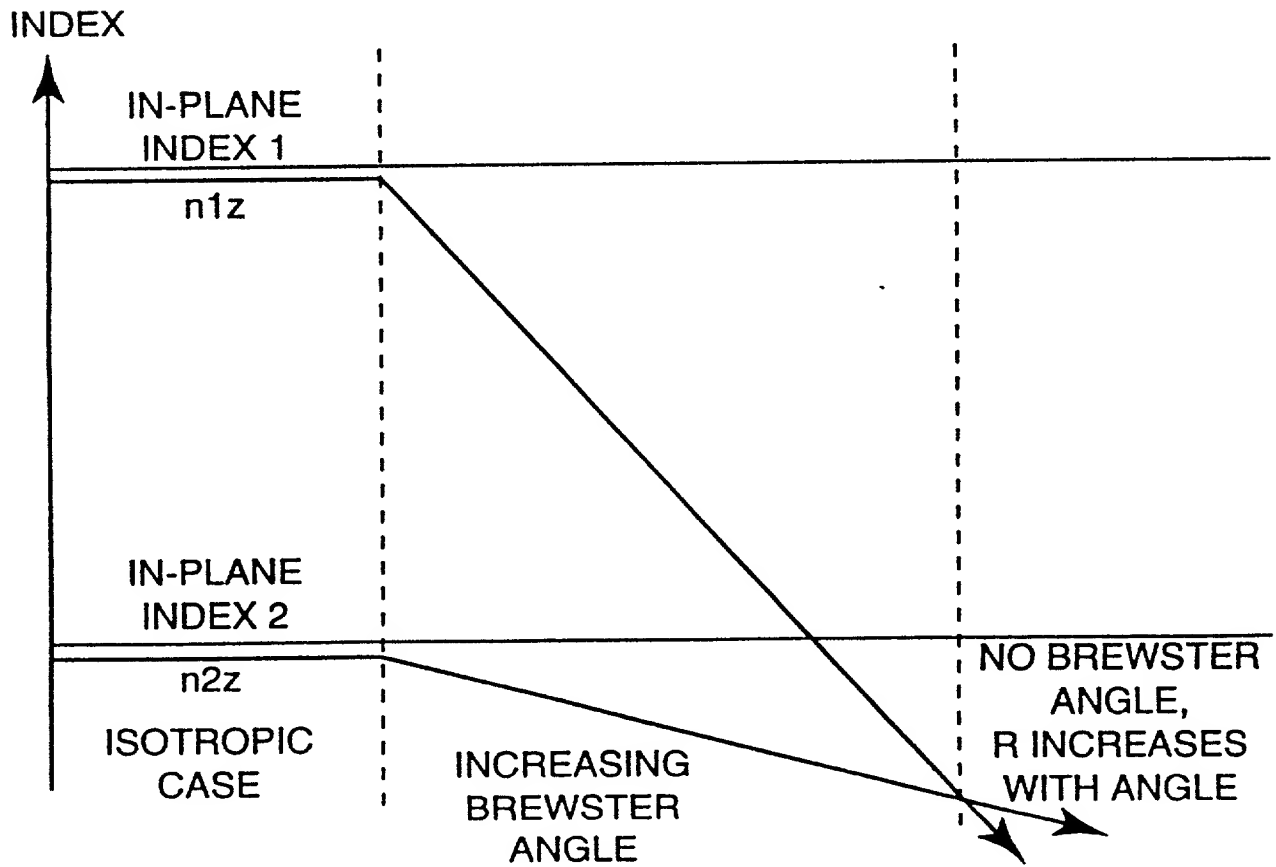 INDEX
IN-PLANE
INDEX 1
n1z
IN-PLANE
INDEX 2
n2z
ISOTROPIC
CASE
INCREASING
BREWSTER
ANGLE
NO BREWSTER
ANGLE,
R INCREASES
WITH ANGLE